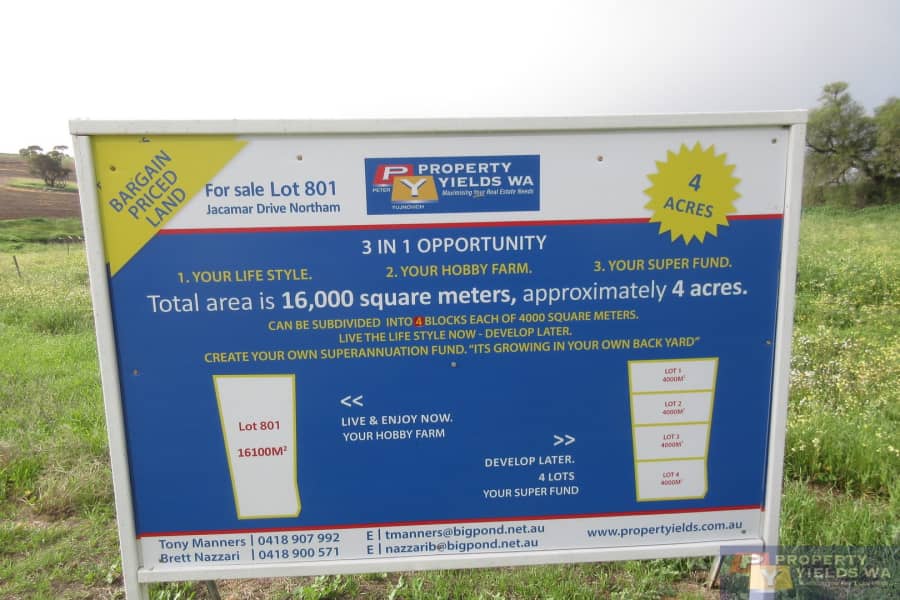 BARGAIN
PRICED
LAND
For sale Lot 801
Jacamar Drive Northam
PY
PETER
YUJNOVICH
PROPERTY
YIELDS WA
Maximising Your Real Estate Needs
4
ACRES
3 IN 1 OPPORTUNITY
1. YOUR LIFE STYLE. 2. YOUR HOBBY FARM. 3. YOUR SUPER FUND.
Total area is 16,000 square meters, approximately 4 acres.
CAN BE SUBDIVIDED INTO 4 BLOCKS EACH OF 4000 SQUARE METERS.
LIVE THE LIFE STYLE NOW - DEVELOP LATER.
CREATE YOUR OWN SUPERANNUATION FUND. "ITS GROWING IN YOUR OWN BACK YARD"
Lot 801
16100M²
<<
LIVE & ENJOY NOW.
YOUR HOBBY FARM
>>
DEVELOP LATER.
4 LOTS
YOUR SUPER FUND
LOT 1
4000M²
LOT 2
4000M²
LOT 3
4000M²
LOT 4
4000M²
Tony Manners | 0418 907 992 E | tmanners@bigpond.net.au
Brett Nazzari | 0418 900 571 E | nazzarib@bigpond.net.au
www.propertyields.com.au
PY
PROPERTY
YIELDS WA